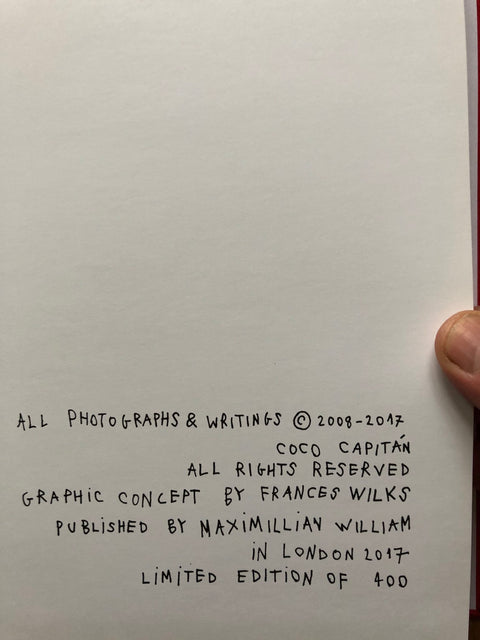 ALL PHOTOGRAPHS & WRITINGS © 2008-2017
COCO CAPITÁN
ALL RIGHTS RESERVED
GRAPHIC CONCEPT BY FRANCES WILKS
PUBLISHED BY MAXIMILLIAN WILLIAM
IN LONDON 2017
LIMITED EDITION OF 400